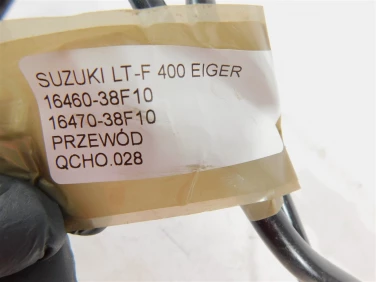 SUZUKI LT-F 400 EIGER
16460-38F10
16470-38F10
PRZEWÓD
QCHO.028